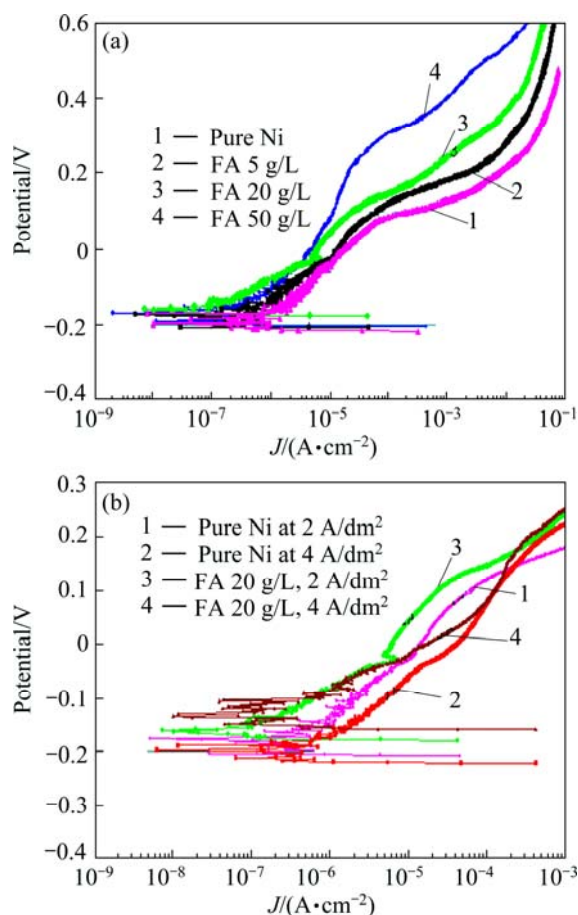 (a)
0.6
0.4
0.2
0
−0.2
−0.4
Potential/V
1 — Pure Ni
2 — FA 5 g/L
3 — FA 20 g/L
4 — FA 50 g/L
4
3
2
1
10⁻⁹ 10⁻⁷ 10⁻⁵ 10⁻³ 10⁻¹
J/(A•cm⁻²)
(b)
0.3
0.2
0.1
0
−0.1
−0.2
−0.3
−0.4
Potential/V
1 — Pure Ni at 2 A/dm²
2 — Pure Ni at 4 A/dm²
3 — FA 20 g/L, 2 A/dm²
4 — FA 20 g/L, 4 A/dm²
3
1
4
2
10⁻⁹ 10⁻⁸ 10⁻⁷ 10⁻⁶ 10⁻⁵ 10⁻⁴ 10⁻³
J/(A•cm⁻²)